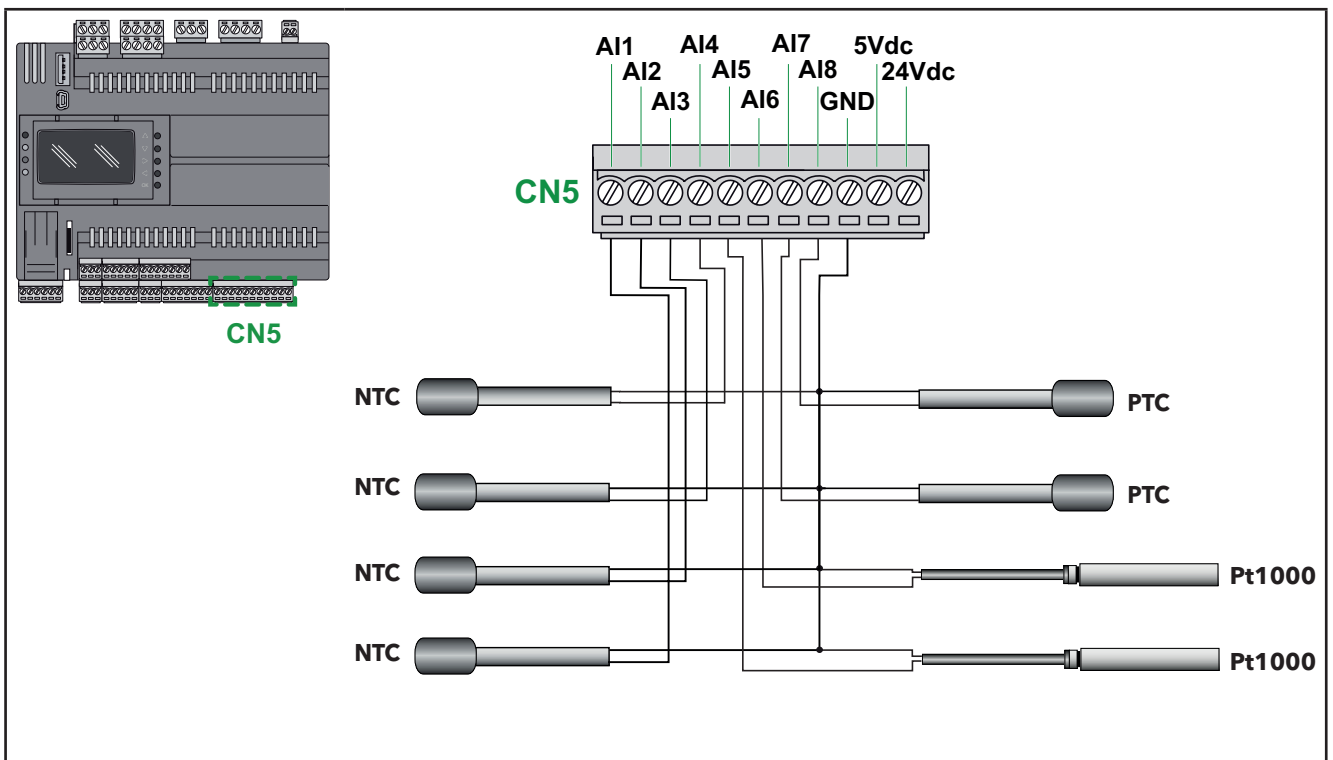 AI1
AI4
AI7
5Vdc
AI2
AI5
AI8
24Vdc
AI3
AI6
GND
CN5
CN5
NTC
PTC
NTC
PTC
NTC
Pt1000
NTC
Pt1000